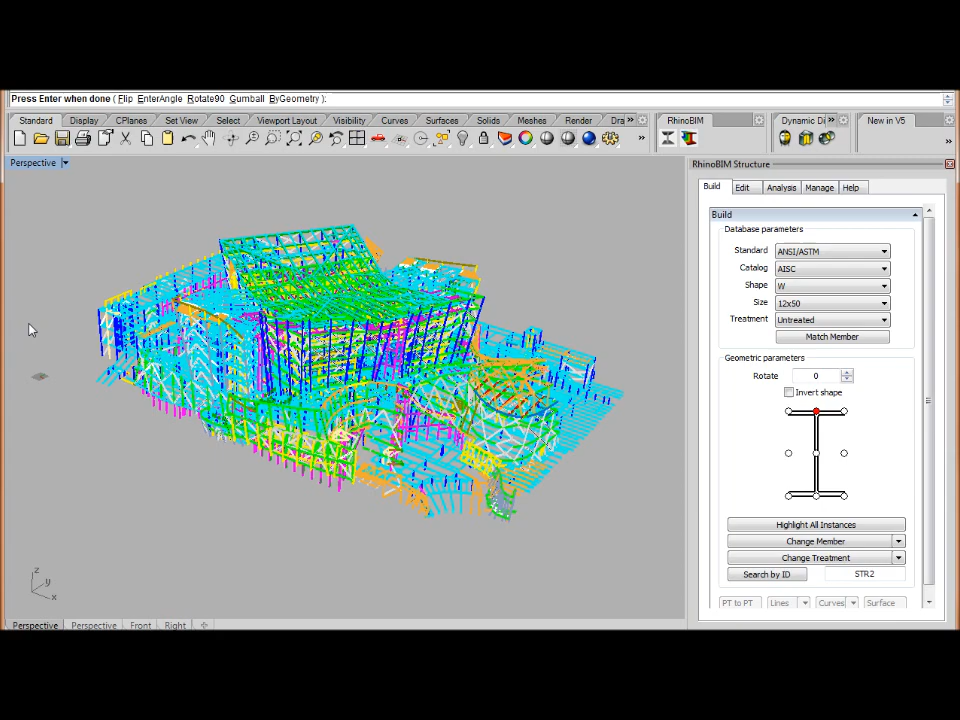 Press Enter when done ( Flip EnterAngle Rotate90 Gumball ByGeometry ):
Standard Display CPlanes Set View Select Viewport Layout Visibility Curves Surfaces Solids Meshes Render Dra » RhinoBIM Dynamic Di » New in V5
» »
Perspective
RhinoBIM Structure
Build Edit Analysis Manage Help
Build
Database parameters
Standard ANSI/ASTM
Catalog AISC
Shape W
Size 12x50
Treatment Untreated
Match Member
Geometric parameters
Rotate 0
Invert shape
Highlight All Instances
Change Member
Change Treatment
Search by ID STR2
PT to PT Lines Curves Surface
z
y
x
Perspective Perspective Front Right